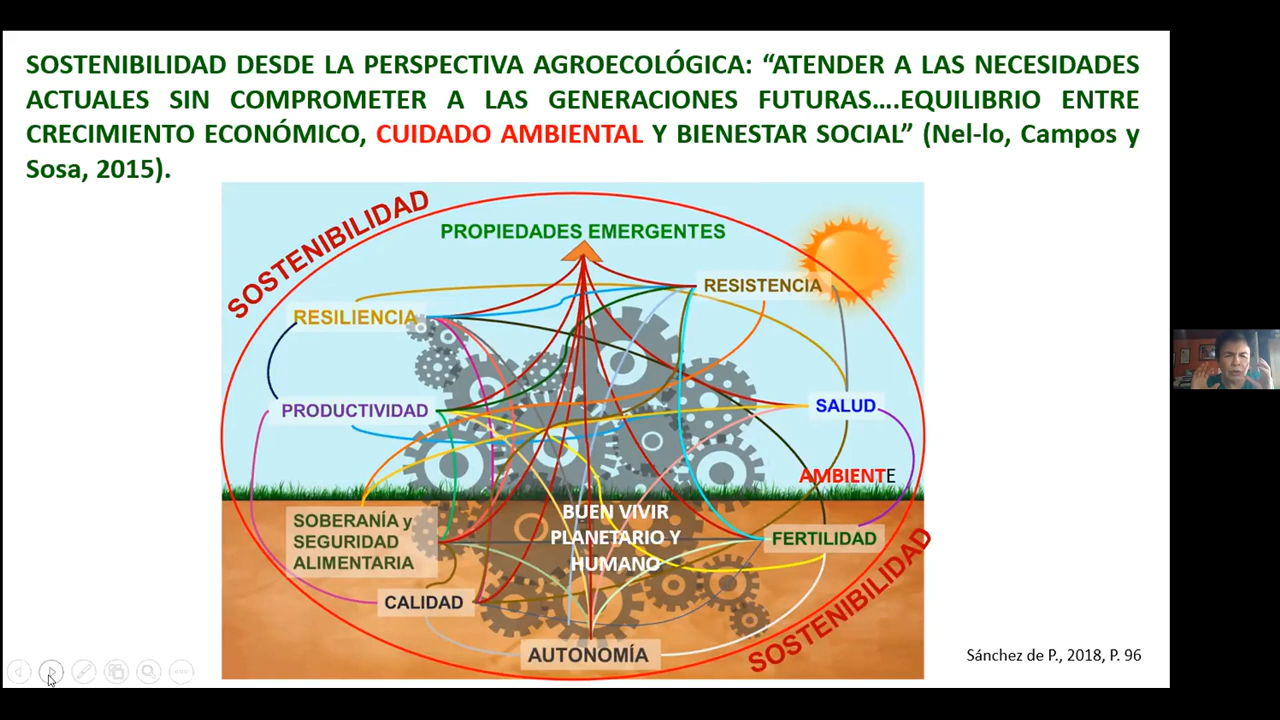 SOSTENIBILIDAD DESDE LA PERSPECTIVA AGROECOLÓGICA: “ATENDER A LAS NECESIDADES
ACTUALES SIN COMPROMETER A LAS GENERACIONES FUTURAS….EQUILIBRIO ENTRE
CRECIMIENTO ECONÓMICO, CUIDADO AMBIENTAL Y BIENESTAR SOCIAL” (Nel-lo, Campos y
Sosa, 2015).
SOSTENIBILIDAD
PROPIEDADES EMERGENTES
RESISTENCIA
RESILIENCIA
PRODUCTIVIDAD
SALUD
AMBIENTE
SOBERANÍA y
SEGURIDAD
ALIMENTARIA
BUEN VIVIR
PLANETARIO Y
HUMANO
FERTILIDAD
CALIDAD
AUTONOMÍA
SOSTENIBILIDAD
Sánchez de P., 2018, P. 96